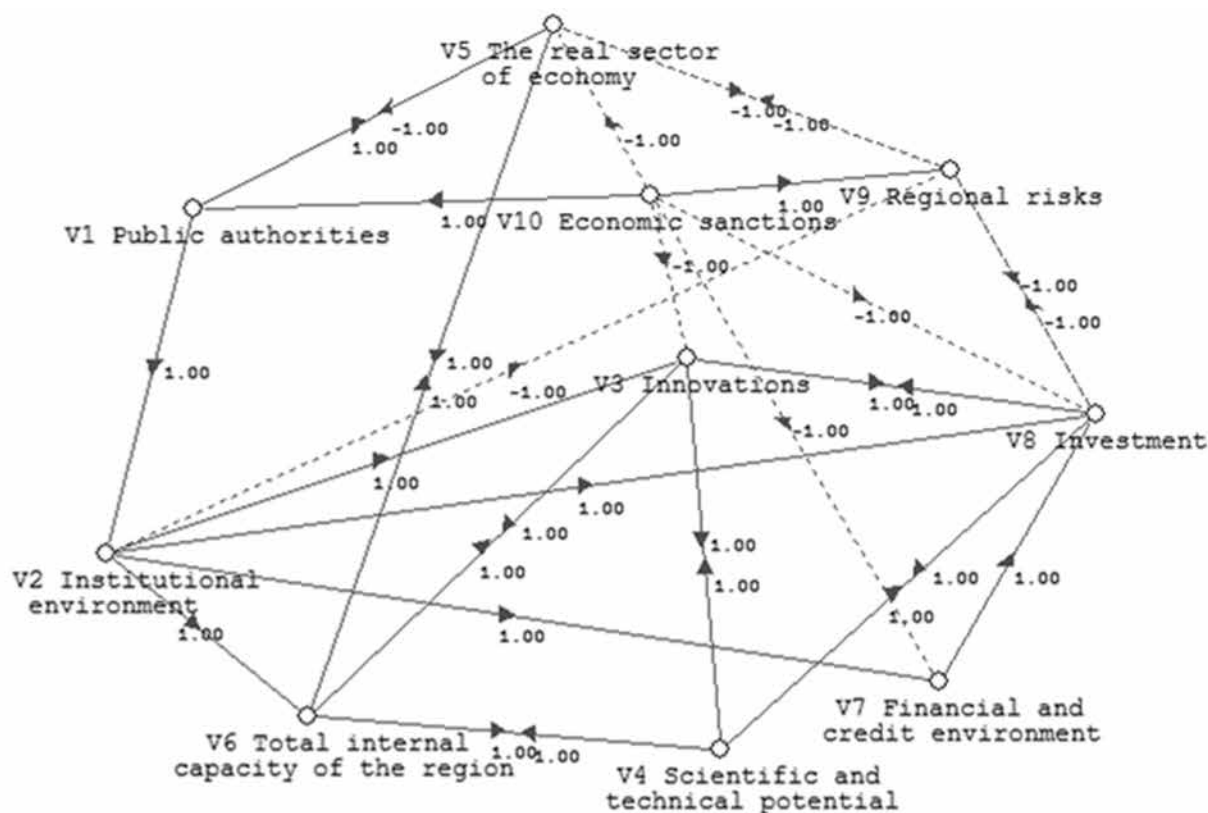 V5 The real sector
of economy
-1.00
1.00
-1.00
-1.00
-1.00
V9 Regional risks
1.00
V10 Economic sanctions
1.00
V1 Public authorities
-1.00
-1.00
-1.00
-1.00
1.00
1.00
1.00
-1.00
V3 Innovations
1.00
1.00
-1.00
V8 Investment
1.00
1.00
1.00
1.00
1.00
1.00
1.00
1.00
1.00
V2 Institutional
environment
1.00
1.00
1.00
V7 Financial and
credit environment
V6 Total internal
capacity of the region
1.00
1.00
V4 Scientific and
technical potential